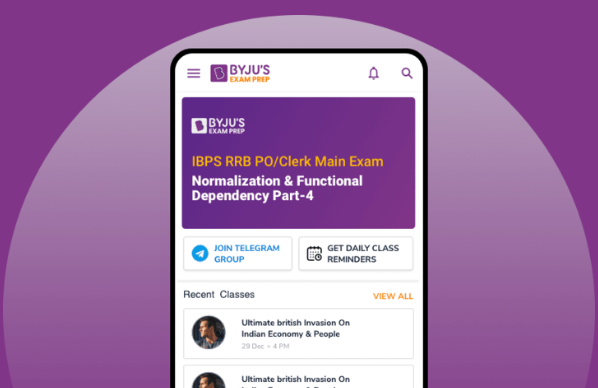 BYJU'S
EXAM PREP
BYJU'S
EXAM PREP
IBPS RRB PO/Clerk Main Exam
Normalization & Functional
Dependency Part-4
JOIN TELEGRAM
GROUP
GET DAILY CLASS
REMINDERS
Recent Classes
VIEW ALL
Ultimate british Invasion On
Indian Economy & People
29 Dec • 4 PM
Ultimate british Invasion On